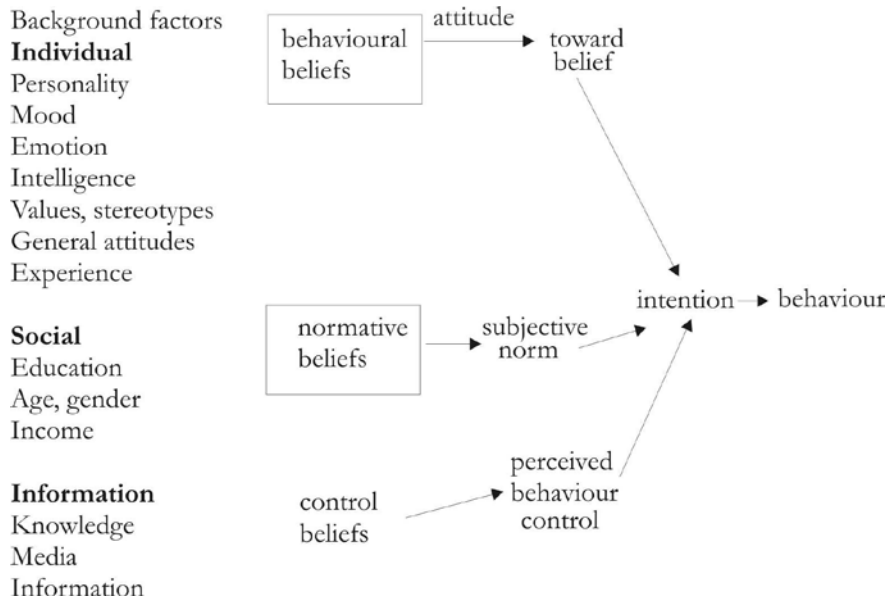 Background factors
Individual
Personality
Mood
Emotion
Intelligence
Values, stereotypes
General attitudes
Experience
Social
Education
Age, gender
Income
Information
Knowledge
Media
Information
behavioural
beliefs
attitude
toward
belief
normative
beliefs
subjective
norm
control
beliefs
perceived
behaviour
control
intention
behaviour